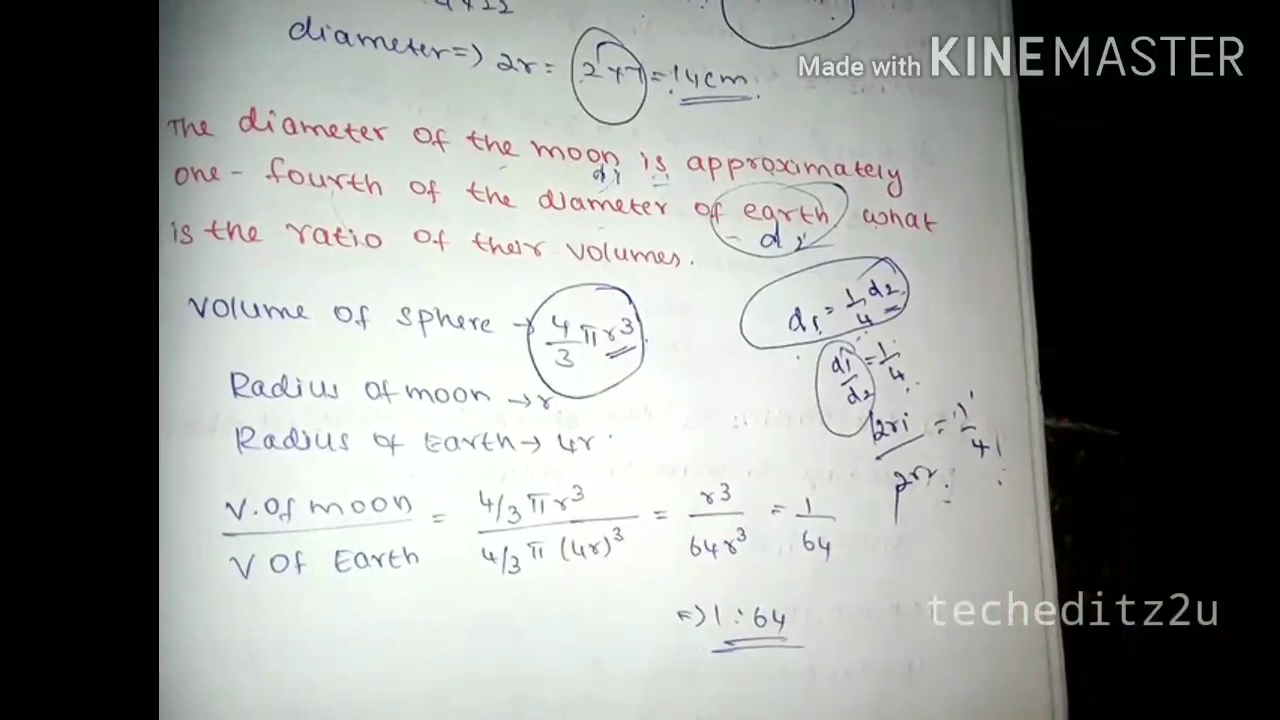 diameter => 2r = 2×7 = 14cm.
Made with KINEMASTER
The diameter of the moon is approximately
d1
one - fourth of the diameter of earth what
d2
is the ratio of their volumes.
Volume of sphere → 4/3 πr³
d1 = 1/4 d2
d1/d2 = 1/4
Radius of moon → r
2r1/2r2 = 1/4
Radius of Earth → 4r
V. Of moon / V Of Earth = 4/3 πr³ / 4/3 π (4r)³ = r³ / 64r³ = 1/64
=> 1 : 64
techeditz2u